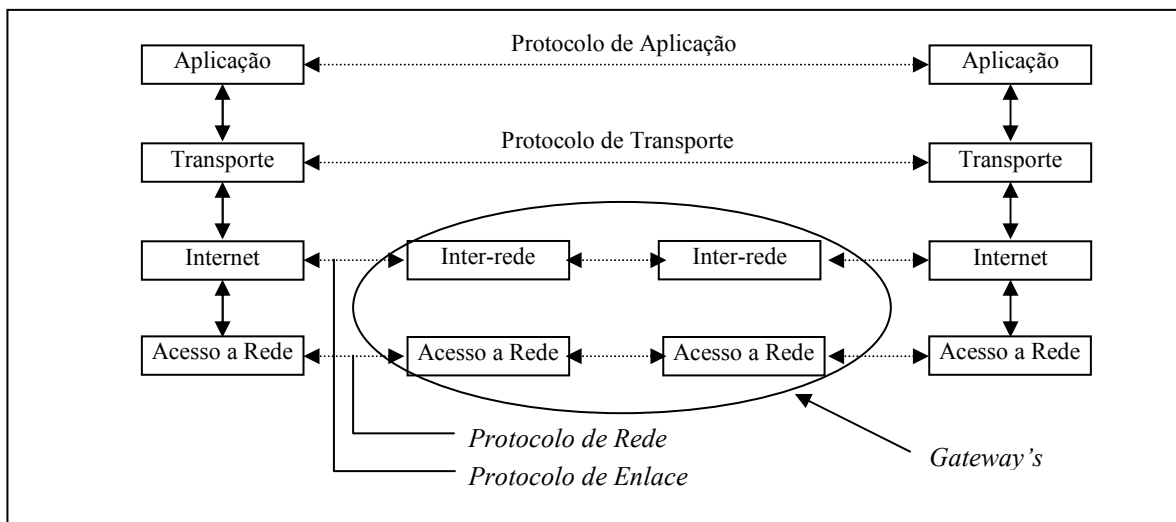 Protocolo de Aplicação
Aplicação
Aplicação
Protocolo de Transporte
Transporte
Transporte
Internet
Inter-rede
Inter-rede
Internet
Acesso a Rede
Acesso a Rede
Acesso a Rede
Acesso a Rede
Protocolo de Rede
Gateway's
Protocolo de Enlace